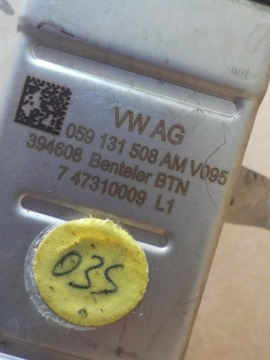 VW AG
059 131 508 AM V095
394608 Benteler BTN
7 47310009 L1
035